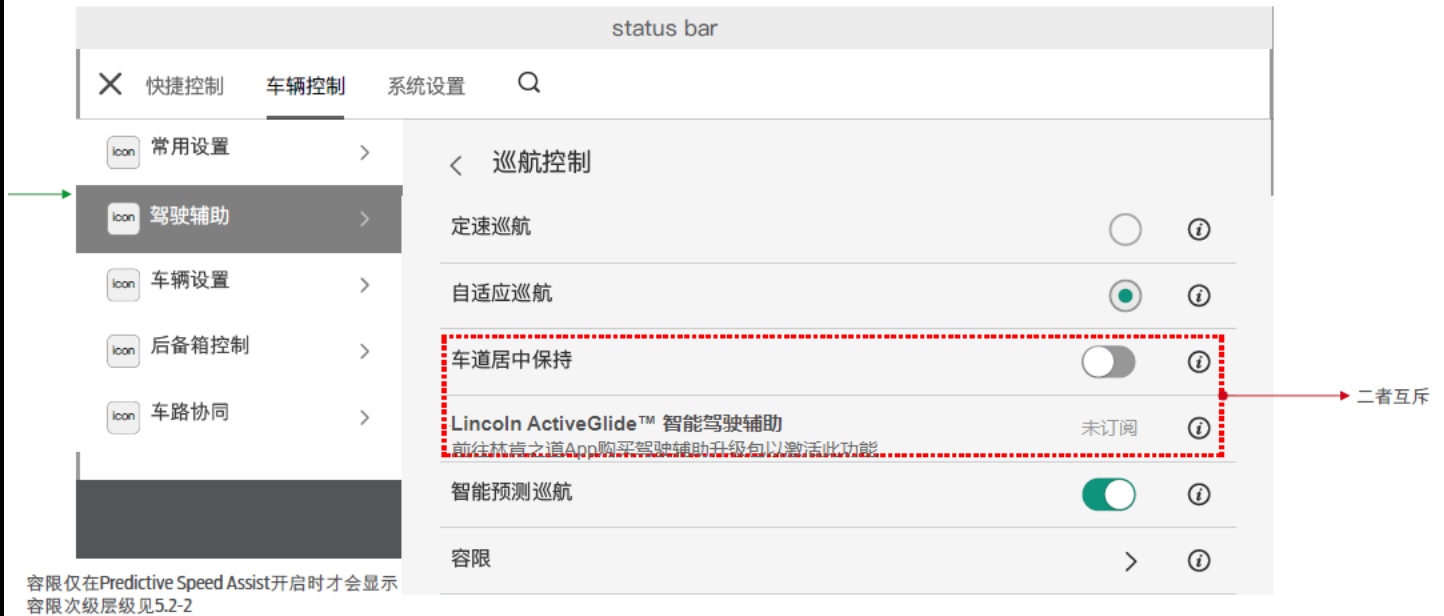 status bar
快捷控制 车辆控制 系统设置
icon 常用设置
巡航控制
icon 驾驶辅助
定速巡航
icon 车辆设置
自适应巡航
icon 后备箱控制
车道居中保持
二者互斥
icon 车路协同
Lincoln ActiveGlide™ 智能驾驶辅助
未订阅
前往林肯之道App购买驾驶辅助升级包以激活此功能
智能预测巡航
容限
容限仅在Predictive Speed Assist开启时才会显示
容限次级层级见5.2-2